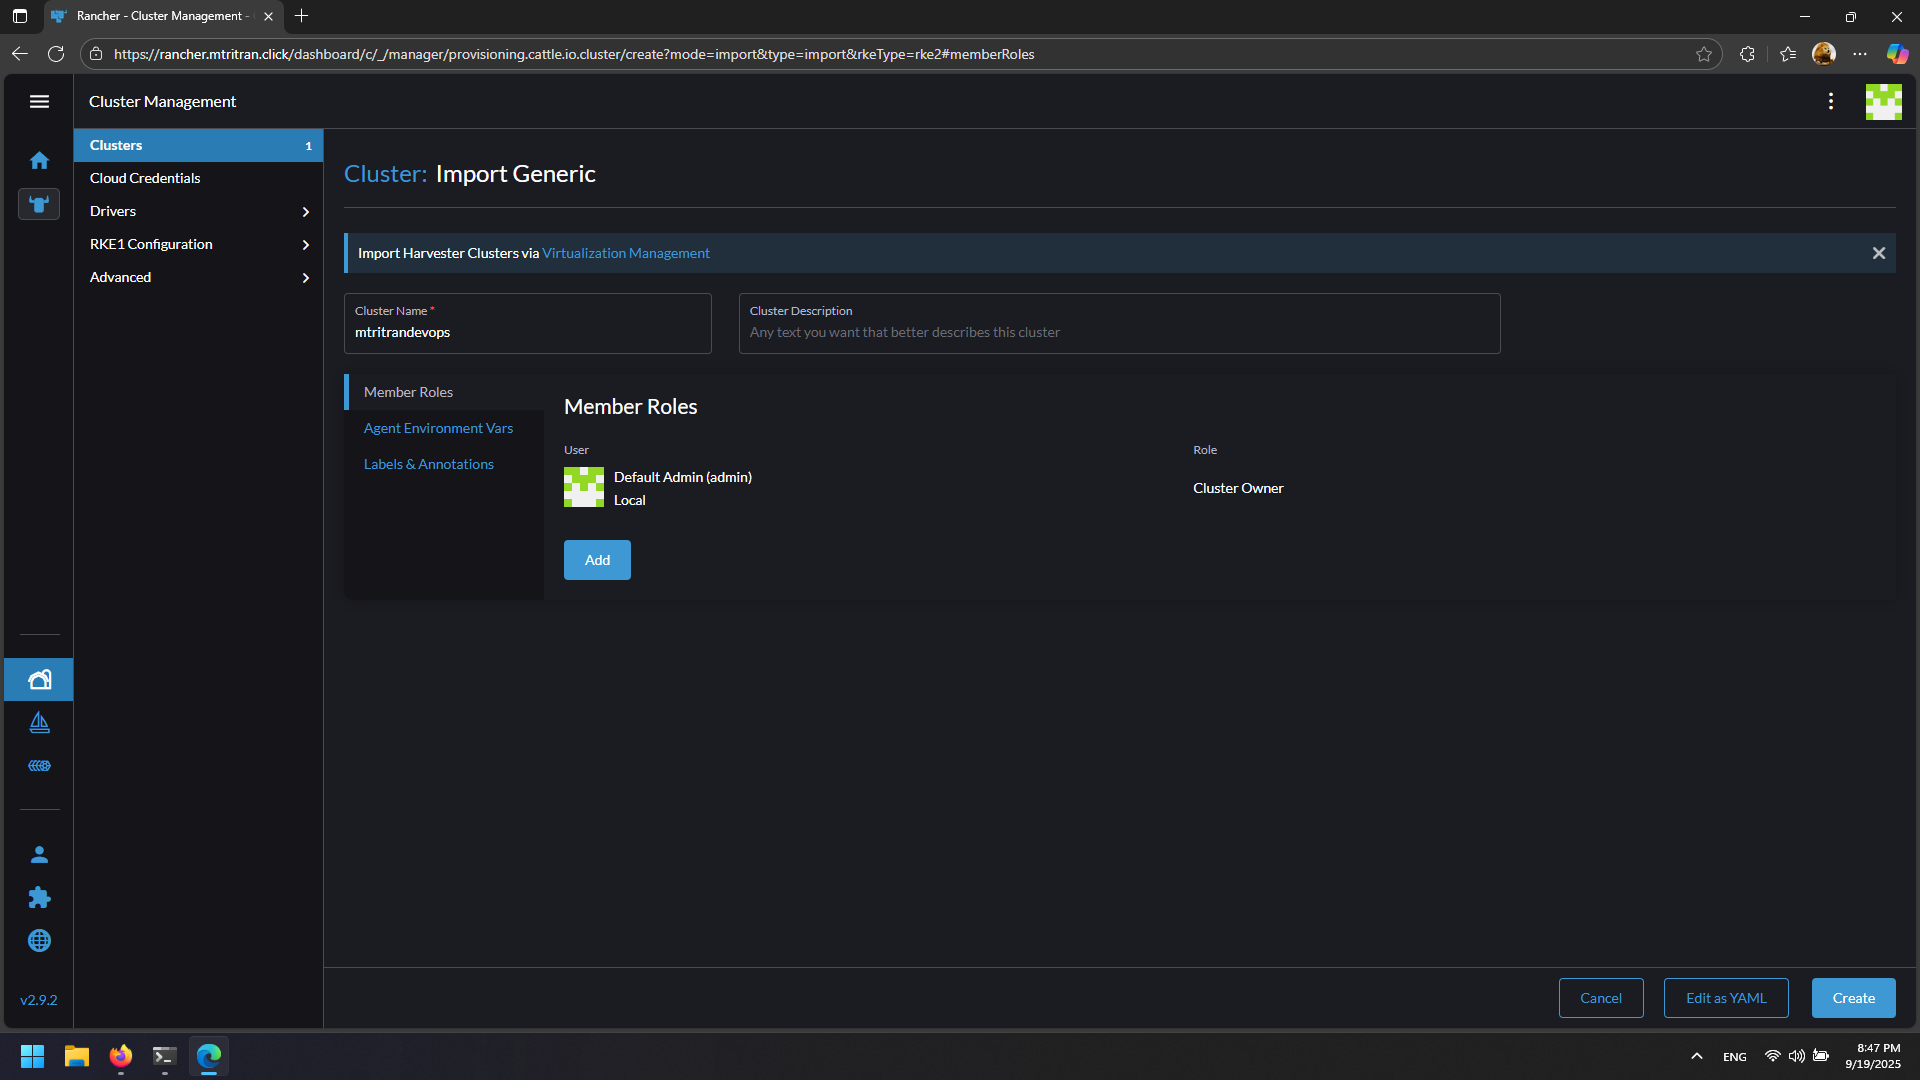 Rancher - Cluster Management -
https://rancher.mtritran.click/dashboard/c/_/manager/provisioning.cattle.io.cluster/create?mode=import&type=import&rkeType=rke2#memberRoles
Cluster Management
Clusters 1
Cloud Credentials
Drivers
RKE1 Configuration
Advanced
Cluster: Import Generic
Import Harvester Clusters via Virtualization Management
Cluster Name *
mtritrandevops
Cluster Description
Any text you want that better describes this cluster
Member Roles
Agent Environment Vars
Labels & Annotations
Member Roles
User Role
Default Admin (admin)
Local
Cluster Owner
Add
v2.9.2
Cancel
Edit as YAML
Create
ENG
8:47 PM
9/19/2025